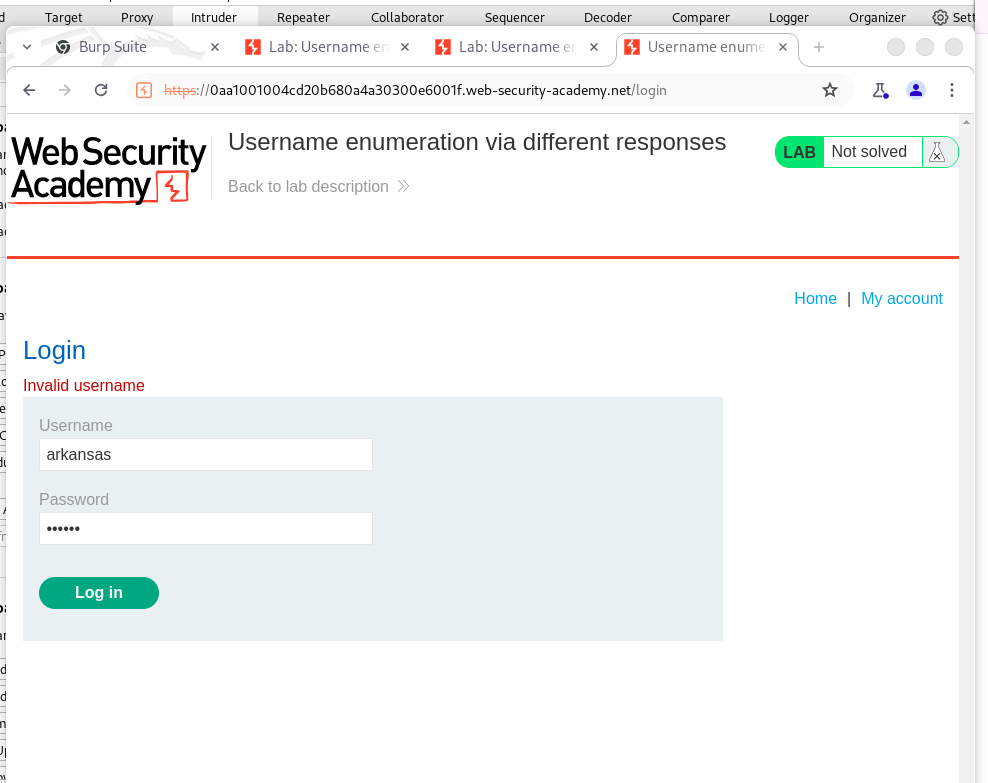 Target Proxy Intruder Repeater Collaborator Sequencer Decoder Comparer Logger Organizer Sett
Burp Suite Lab: Username en Lab: Username er Username enume
https://0aa1001004cd20b680a4a30300e6001f.web-security-academy.net/login
Web Security
Academy
Username enumeration via different responses
Back to lab description
LAB Not solved
Home | My account
Login
Invalid username
Username
arkansas
Password
••••••
Log in